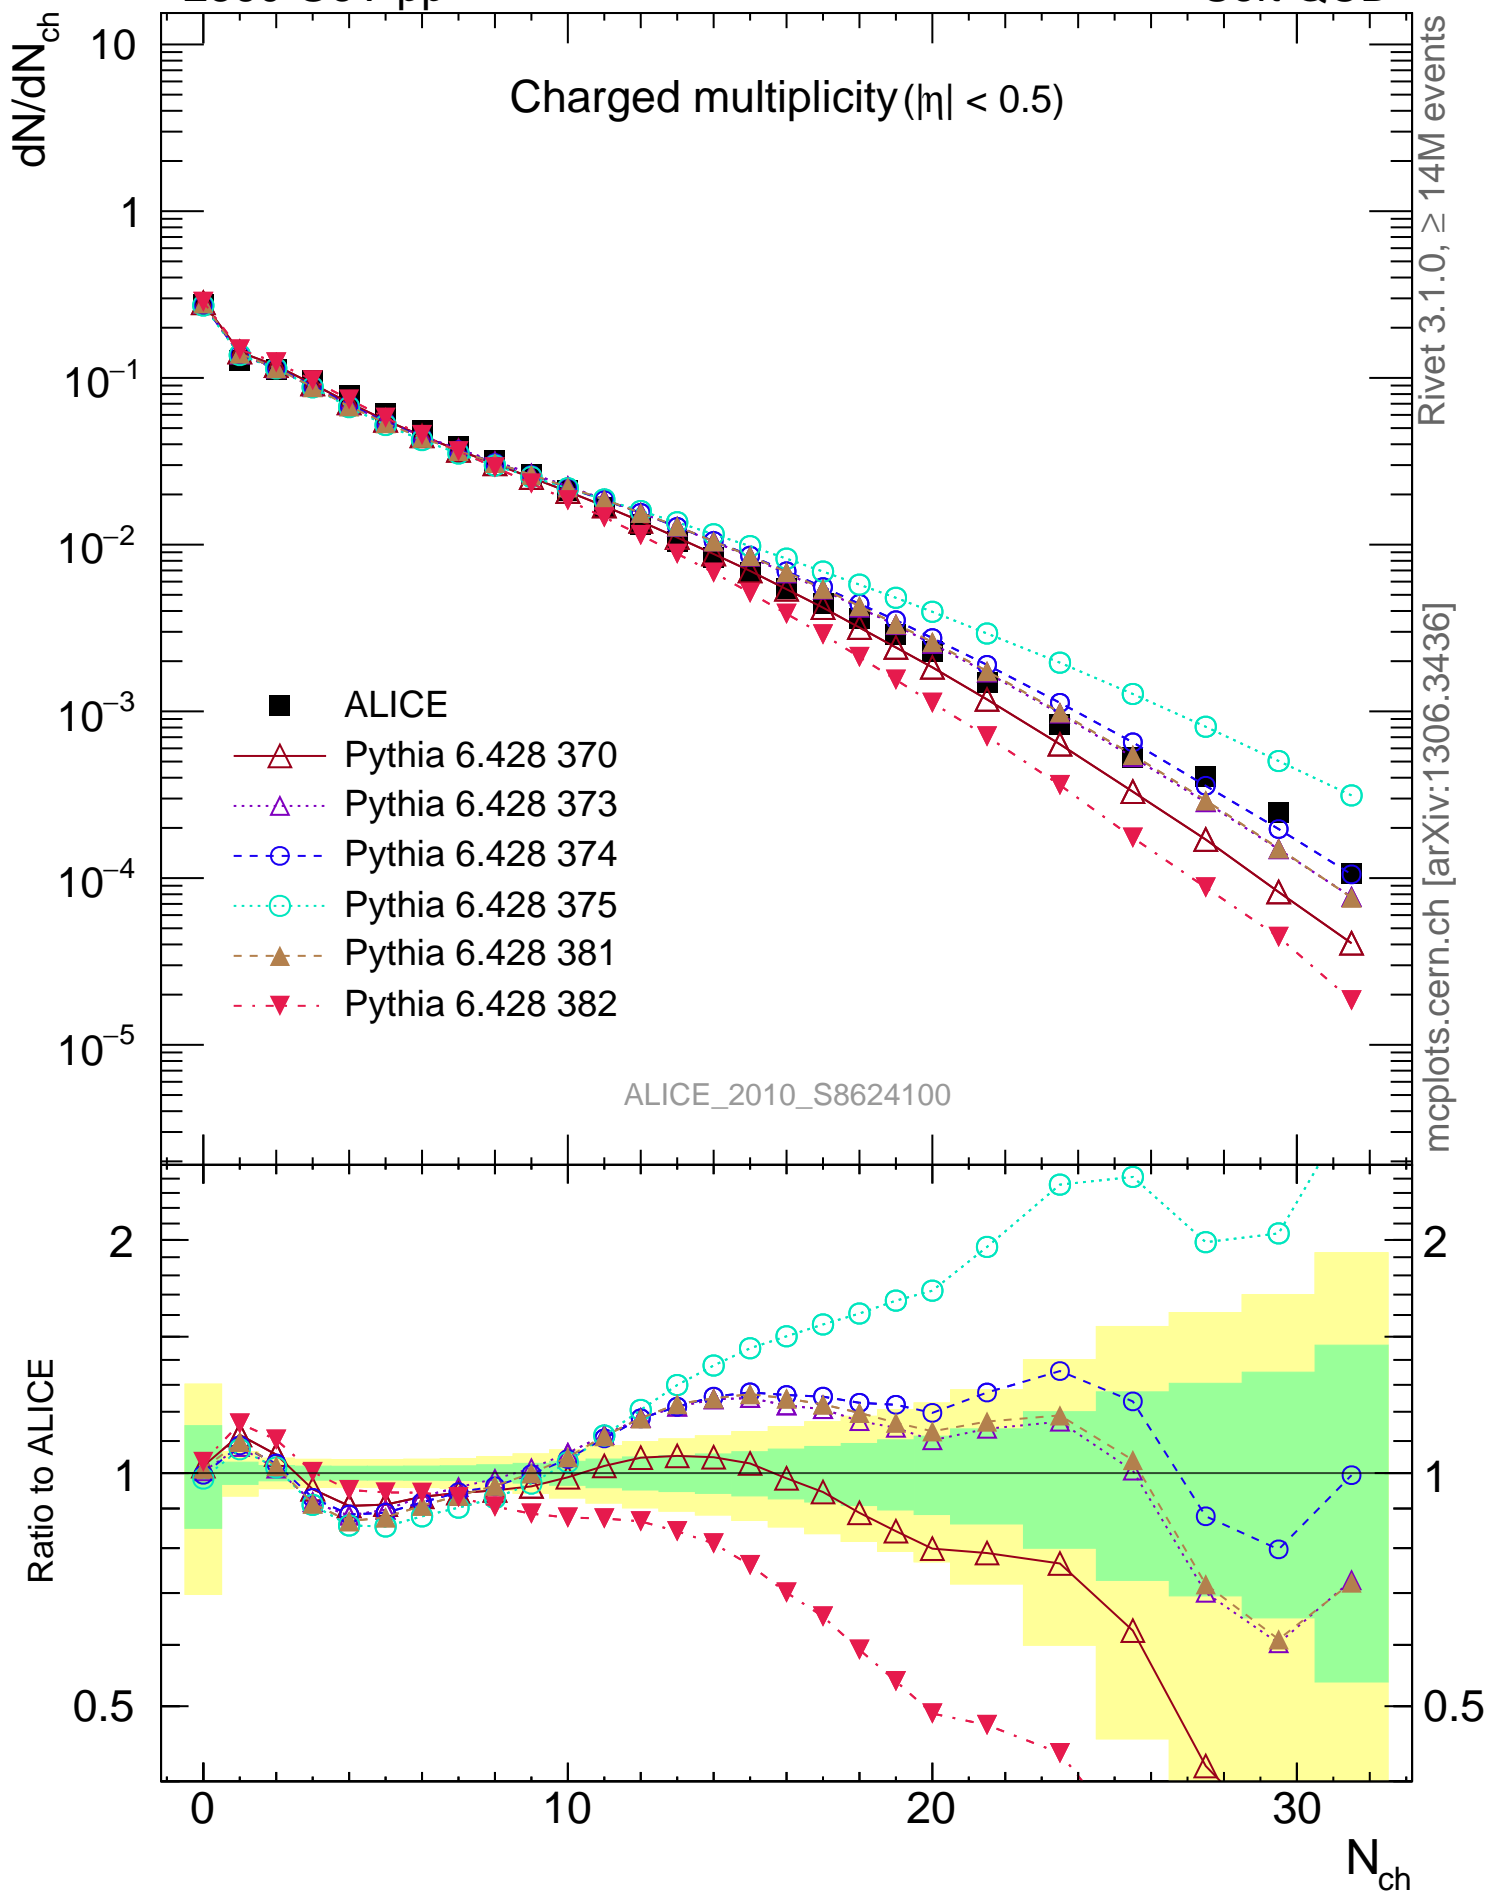 dN/dN_ch
Charged multiplicity (|η| < 0.5)
10
1
10^−1
10^−2
10^−3
10^−4
10^−5
ALICE
Pythia 6.428 370
Pythia 6.428 373
Pythia 6.428 374
Pythia 6.428 375
Pythia 6.428 381
Pythia 6.428 382
ALICE_2010_S8624100
Rivet 3.1.0, ≥ 14M events
mcplots.cern.ch [arXiv:1306.3436]
Ratio to ALICE
2
1
0.5
2
1
0.5
0
10
20
30
N_ch